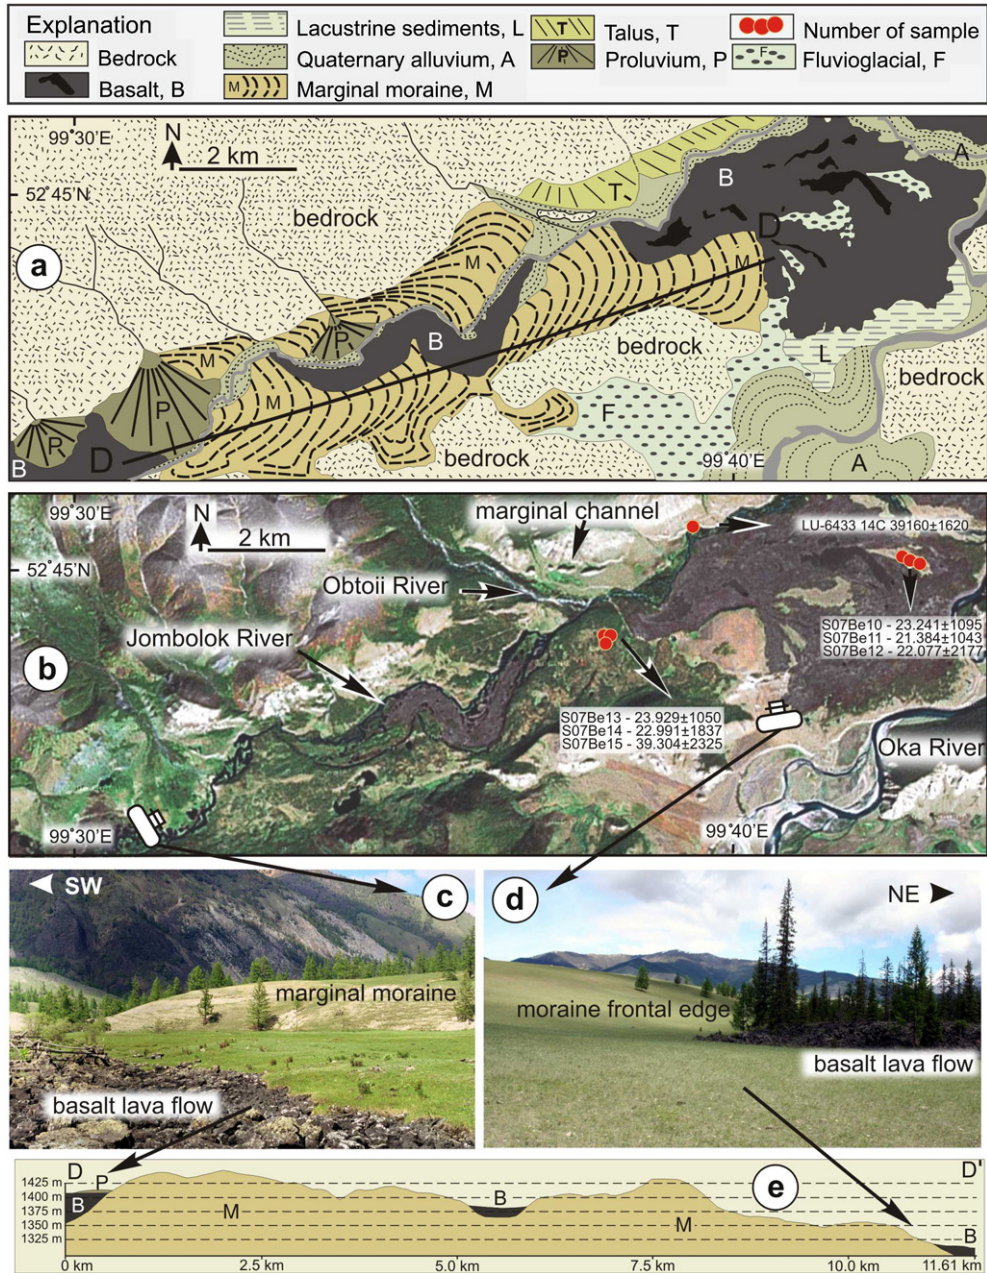 Explanation
Bedrock
Basalt, B
Lacustrine sediments, L
Quaternary alluvium, A
M
Marginal moraine, M
T
Talus, T
P
Proluvium, P
Number of sample
F
Fluvioglacial, F
99°30'E
N
2 km
52°45'N
a
bedrock
T
B
A
D'
M
M
B
P
M
bedrock
L
bedrock
M
P
P
F
B
D
bedrock
99°40'E
A
99°30'E
N
2 km
marginal channel
LU-6433 14C 39160±1620
52°45'N
Obtoii River
Jombolok River
S07Be10 - 23.241±1095
S07Be11 - 21.384±1043
S07Be12 - 22.077±2177
b
S07Be13 - 23.929±1050
S07Be14 - 22.991±1837
S07Be15 - 39.304±2325
Oka River
99°30'E
99°40'E
SW
c
marginal moraine
basalt lava flow
d
NE
moraine frontal edge
basalt lava flow
D
P
D'
e
1425 m
1400 m
1375 m
1350 m
1325 m
B
M
B
M
B
0 km
2.5 km
5.0 km
7.5 km
10.0 km
11.61 km